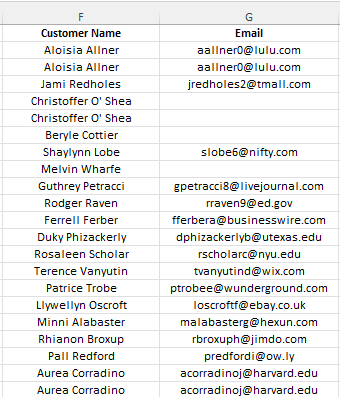 F G
Customer Name Email
Aloisia Allner aallner0@lulu.com
Aloisia Allner aallner0@lulu.com
Jami Redholes jredholes2@tmall.com
Christoffer O' Shea
Christoffer O' Shea
Beryle Cottier
Shaylynn Lobe slobe6@nifty.com
Melvin Wharfe
Guthrey Petracci gpetracci8@livejournal.com
Rodger Raven rraven9@ed.gov
Ferrell Ferber fferbera@businesswire.com
Duky Phizackerly dphizackerlyb@utexas.edu
Rosaleen Scholar rscholarc@nyu.edu
Terence Vanyutin tvanyutind@wix.com
Patrice Trobe ptrobee@wunderground.com
Llywellyn Oscroft loscroftf@ebay.co.uk
Minni Alabaster malabasterg@hexun.com
Rhianon Broxup rbroxuph@jimdo.com
Pall Redford predfordi@ow.ly
Aurea Corradino acorradinoj@harvard.edu
Aurea Corradino acorradinoj@harvard.edu